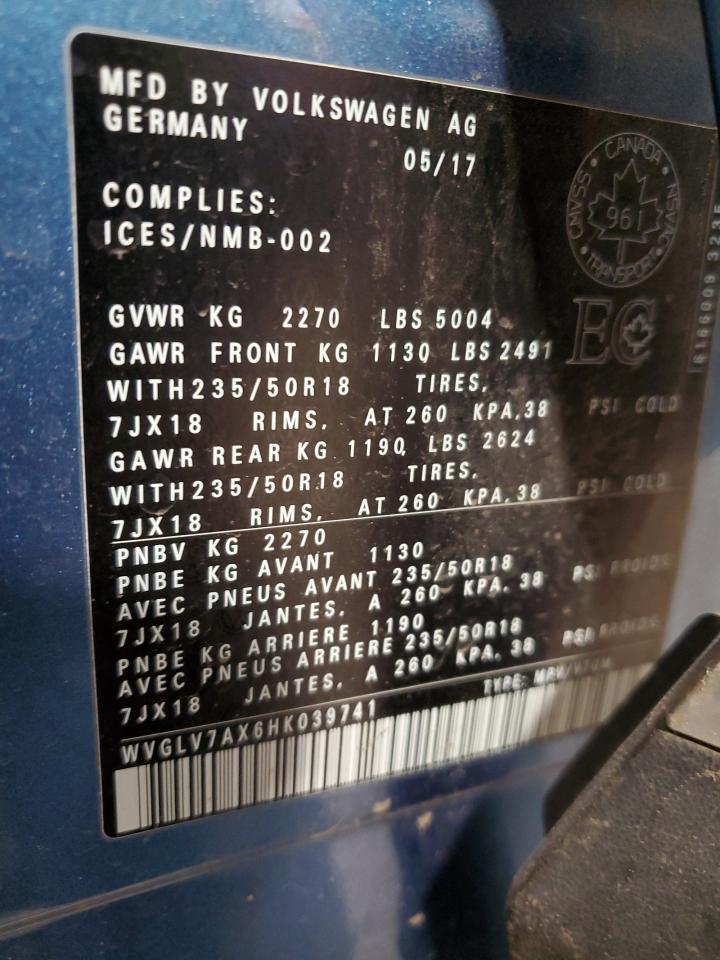 MFD BY VOLKSWAGEN AG
GERMANY
05/17
COMPLIES:
ICES/NMB-002
CANADA
CMVSS
NSVAC
961
TRANSPORT
EC
GVWR KG 2270 LBS 5004
GAWR FRONT KG 1130 LBS 2491
WITH235/50R18 TIRES,
7JX18 RIMS, AT 260 KPA,38 PSI COLD
GAWR REAR KG 1190, LBS 2624
WITH235/50R18 TIRES,
7JX18 RIMS, AT 260 KPA,38 PSI COLD
PNBV KG 2270
PNBE KG AVANT 1130
AVEC PNEUS AVANT 235/50R18
7JX18 JANTES, A 260 KPA, 38 PSI FROIDS
PNBE KG ARRIERE 1190
AVEC PNEUS ARRIERE 235/50R18
7JX18 JANTES, A 260 KPA, 38 PSI FROIDS
TYPE: MPV/VTUM
WVGLV7AX6HK039741